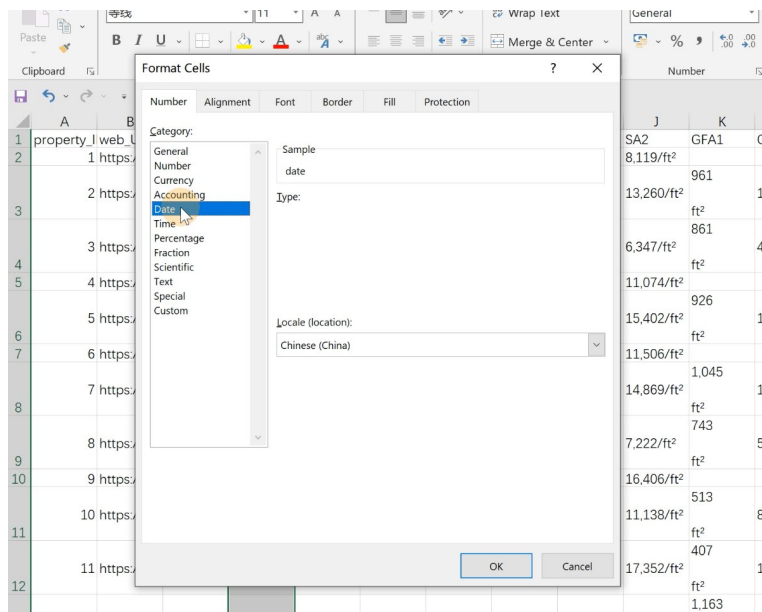 等线
11
A A
Wrap Text
General
Paste
B I U
A
Merge & Center
%
Clipboard
Number
Format Cells
?
Number Alignment Font Border Fill Protection
Category:
General
Number
Currency
Accounting
Date
Time
Percentage
Fraction
Scientific
Text
Special
Custom
Sample
date
Type:
Locale (location):
Chinese (China)
OK
Cancel
A B J K
1 property_I web_U SA2 GFA1
2 1 https:/ 8,119/ft²
3 2 https:/ 13,260/ft² 961
ft²
4 3 https:/ 6,347/ft² 861
ft²
5 4 https:/ 11,074/ft²
6 5 https:/ 15,402/ft² 926
ft²
7 6 https:/ 11,506/ft²
8 7 https:/ 14,869/ft² 1,045
ft²
9 8 https:/ 7,222/ft² 743
ft²
10 9 https:/ 16,406/ft²
11 10 https:/ 11,138/ft² 513
ft²
12 11 https:/ 17,352/ft² 407
ft²
1,163